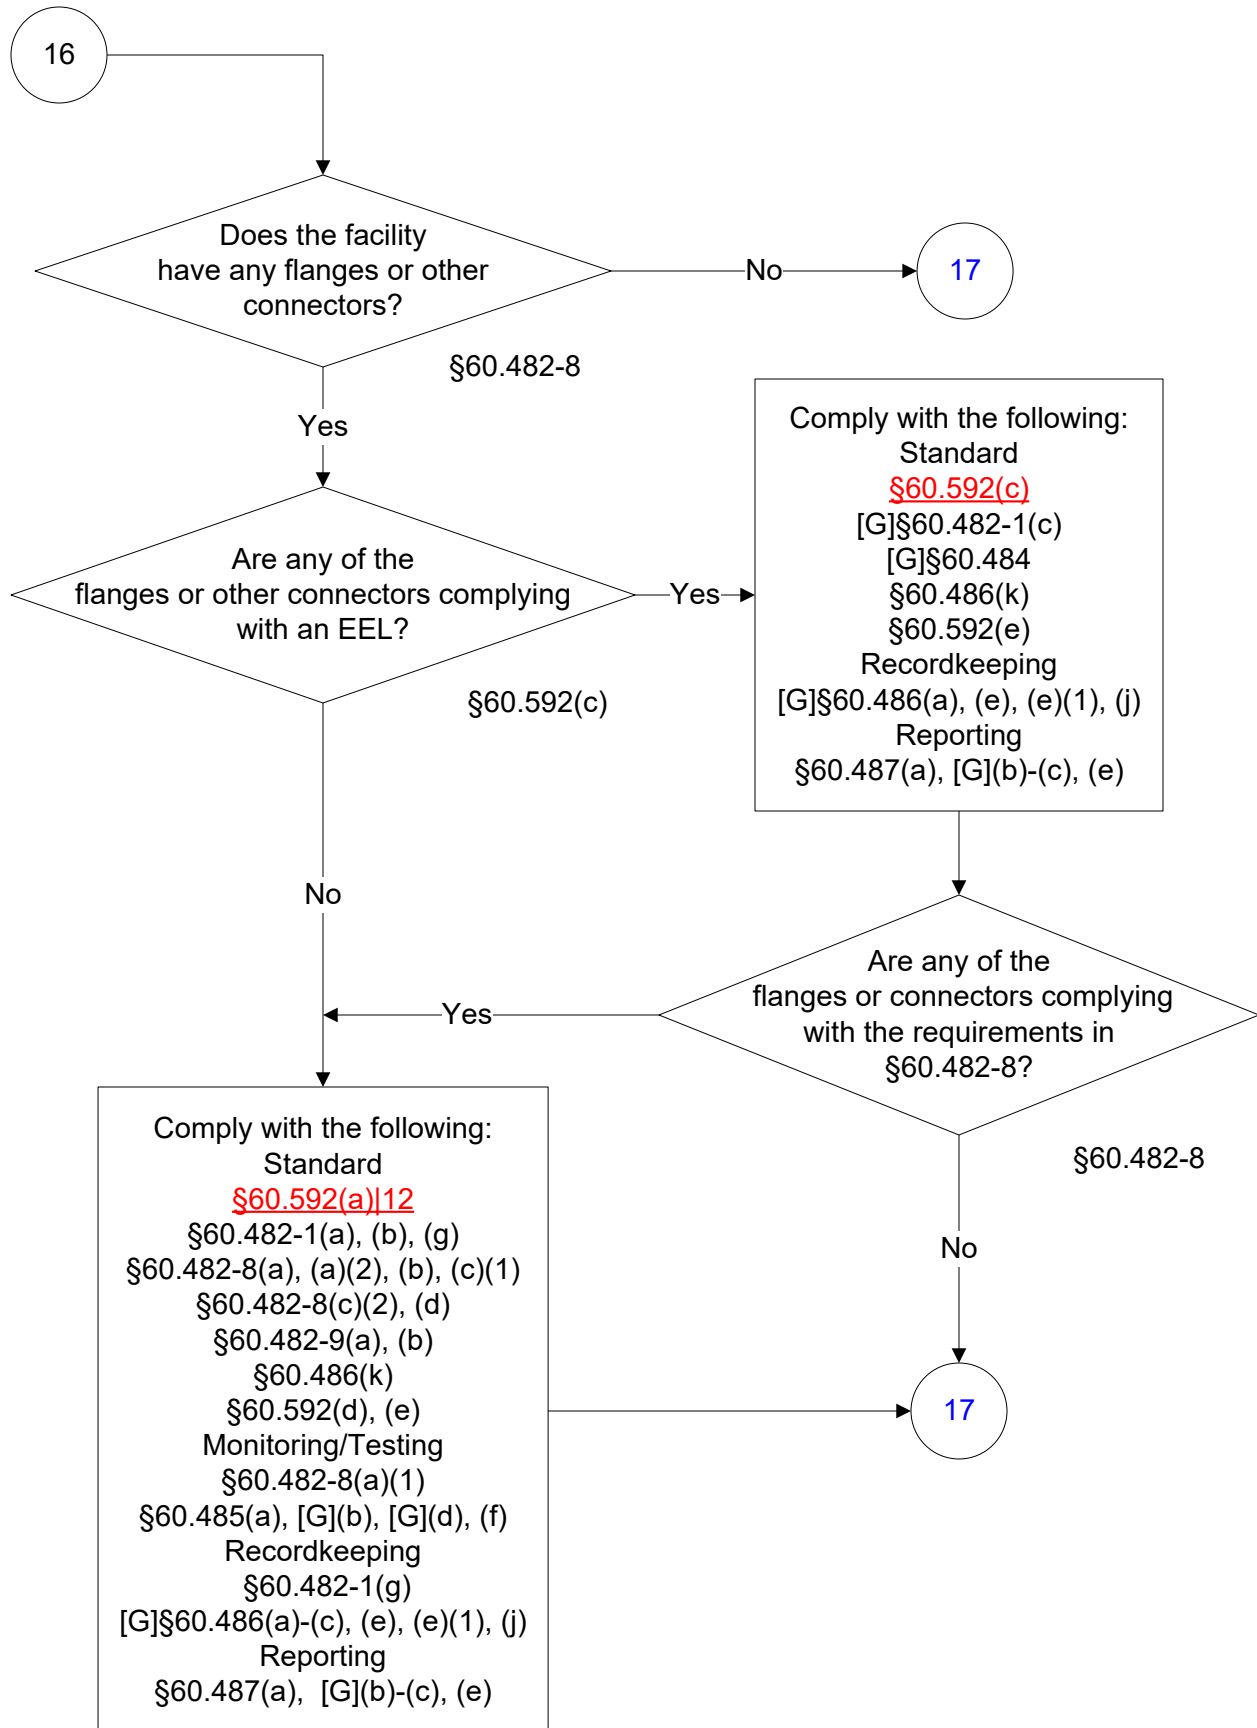 16
Does the facility
have any flanges or other
connectors?
No
17
§60.482-8
Yes
Are any of the
flanges or other connectors complying
with an EEL?
Yes
§60.592(c)
Comply with the following:
Standard
§60.592(c)
[G]§60.482-1(c)
[G]§60.484
§60.486(k)
§60.592(e)
Recordkeeping
[G]§60.486(a), (e), (e)(1), (j)
Reporting
§60.487(a), [G](b)-(c), (e)
No
Are any of the
flanges or connectors complying
with the requirements in
§60.482-8?
Yes
§60.482-8
No
Comply with the following:
Standard
§60.592(a)|12
§60.482-1(a), (b), (g)
§60.482-8(a), (a)(2), (b), (c)(1)
§60.482-8(c)(2), (d)
§60.482-9(a), (b)
§60.486(k)
§60.592(d), (e)
Monitoring/Testing
§60.482-8(a)(1)
§60.485(a), [G](b), [G](d), (f)
Recordkeeping
§60.482-1(g)
[G]§60.486(a)-(c), (e), (e)(1), (j)
Reporting
§60.487(a), [G](b)-(c), (e)
17